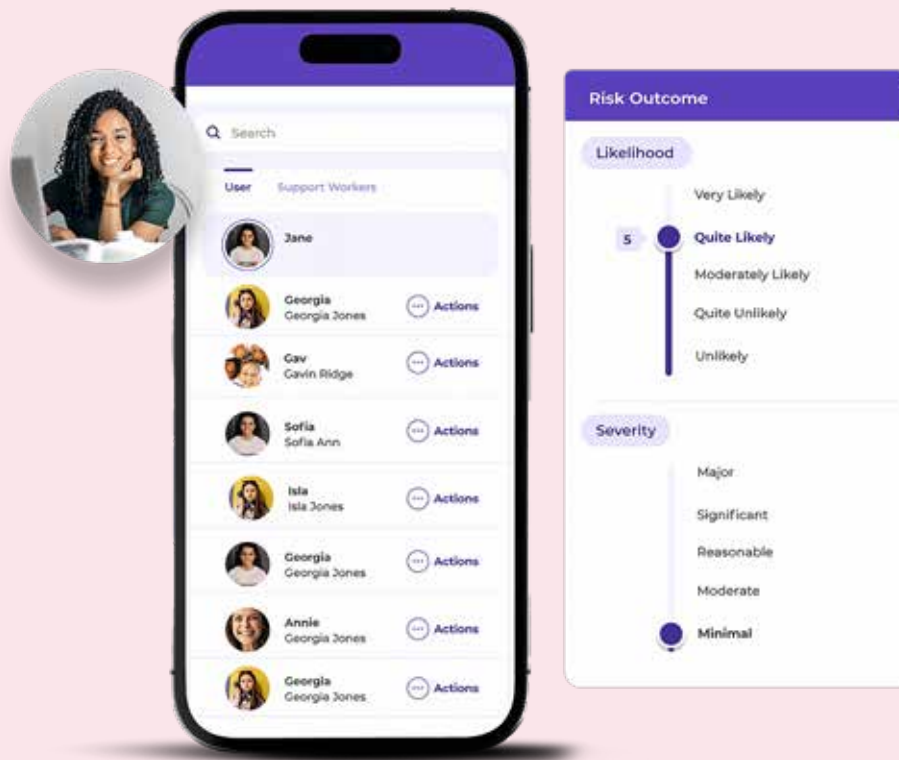 Search
User
Support Workers
Jane
Georgia
Georgia Jones
Actions
Gav
Gavin Ridge
Actions
Sofia
Sofia Ann
Actions
Isla
Isla Jones
Actions
Georgia
Georgia Jones
Actions
Annie
Georgia Jones
Actions
Georgia
Georgia Jones
Actions
Risk Outcome
Likelihood
Very Likely
5
Quite Likely
Moderately Likely
Quite Unlikely
Unlikely
Severity
Major
Significant
Reasonable
Moderate
Minimal